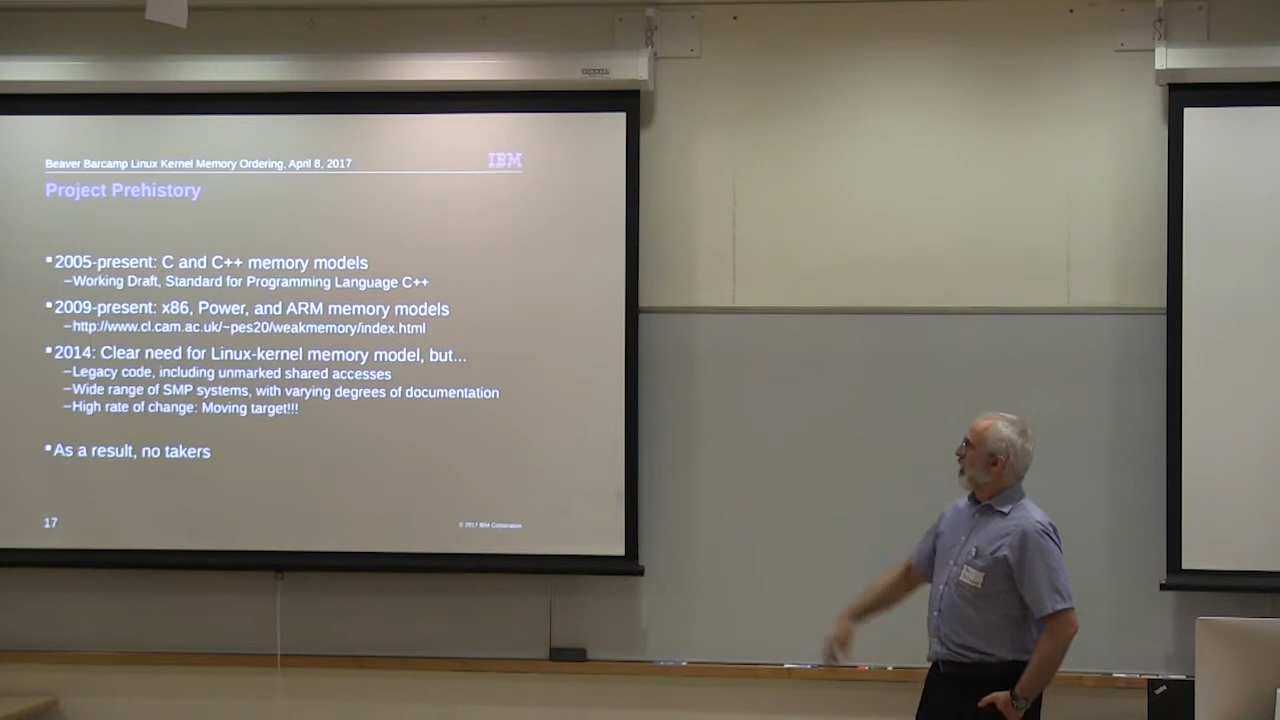 Beaver Barcamp Linux Kernel Memory Ordering, April 8, 2017
IBM
Project Prehistory
▪2005-present: C and C++ memory models
–Working Draft, Standard for Programming Language C++
▪2009-present: x86, Power, and ARM memory models
–http://www.cl.cam.ac.uk/~pes20/weakmemory/index.html
▪2014: Clear need for Linux-kernel memory model, but...
–Legacy code, including unmarked shared accesses
–Wide range of SMP systems, with varying degrees of documentation
–High rate of change: Moving target!!!
▪As a result, no takers
17
© 2017 IBM Corporation